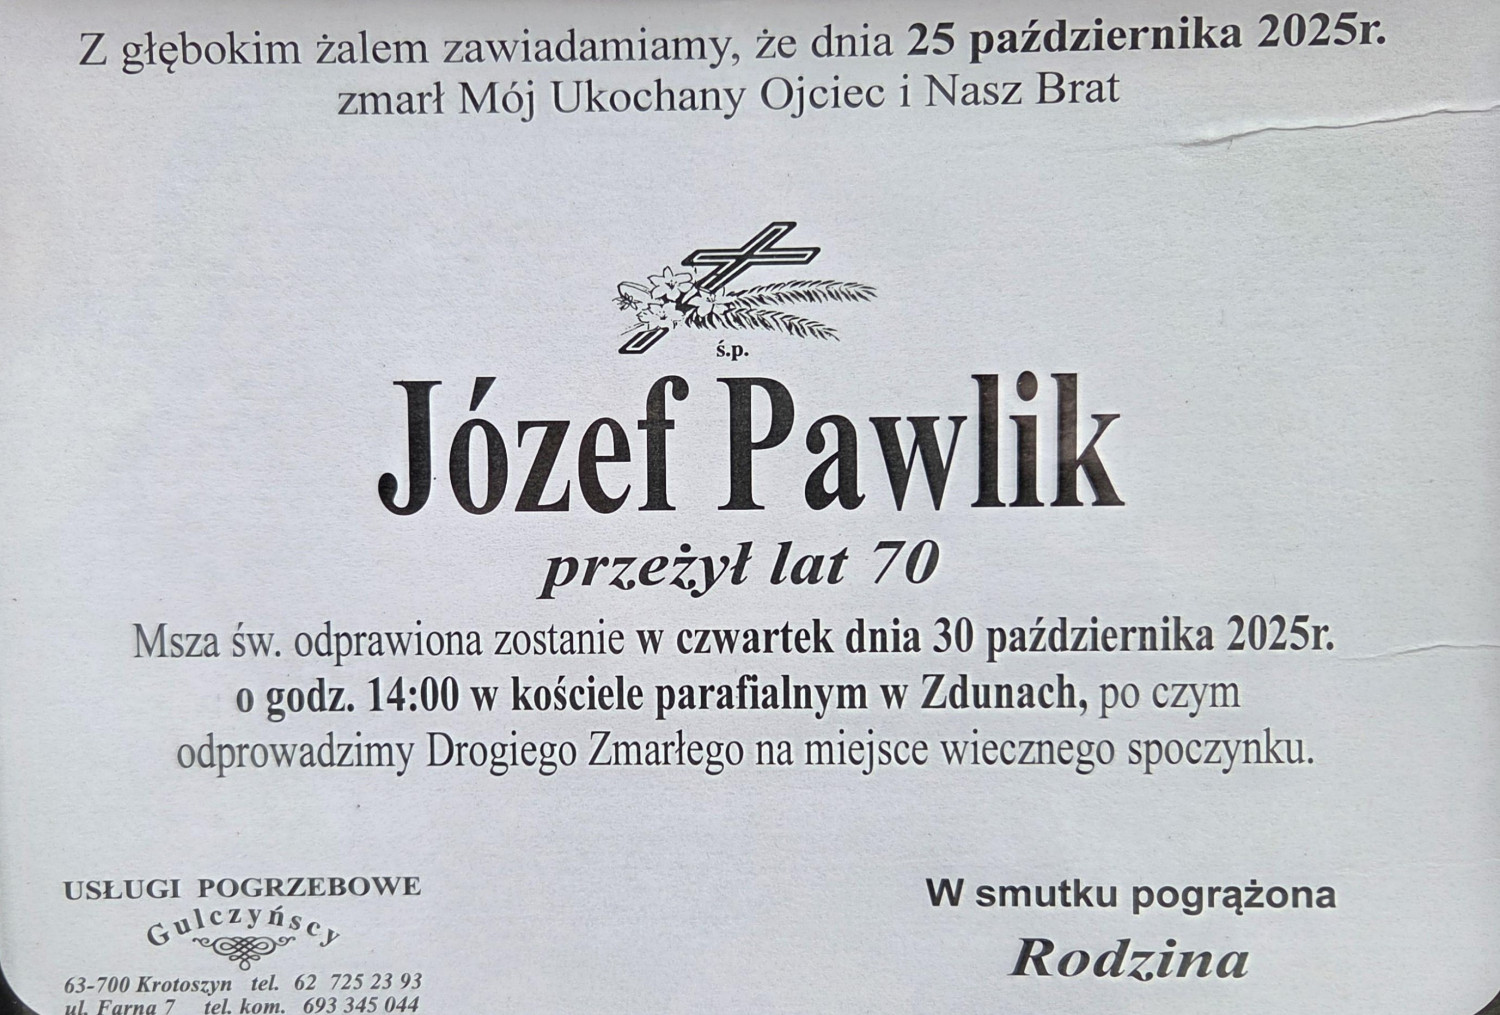 Z głębokim żalem zawiadamiamy, że dnia 25 października 2025r.
zmarł Mój Ukochany Ojciec i Nasz Brat
ś.p.
Józef Pawlik
przeżył lat 70
Msza św. odprawiona zostanie w czwartek dnia 30 października 2025r.
o godz. 14:00 w kościele parafialnym w Zdunach, po czym
odprowadzimy Drogiego Zmarłego na miejsce wiecznego spoczynku.
USŁUGI POGRZEBOWE
Gulczyńscy
63-700 Krotoszyn tel. 62 725 23 93
ul. Farna 7 tel. kom. 693 345 044
W smutku pogrążona
Rodzina